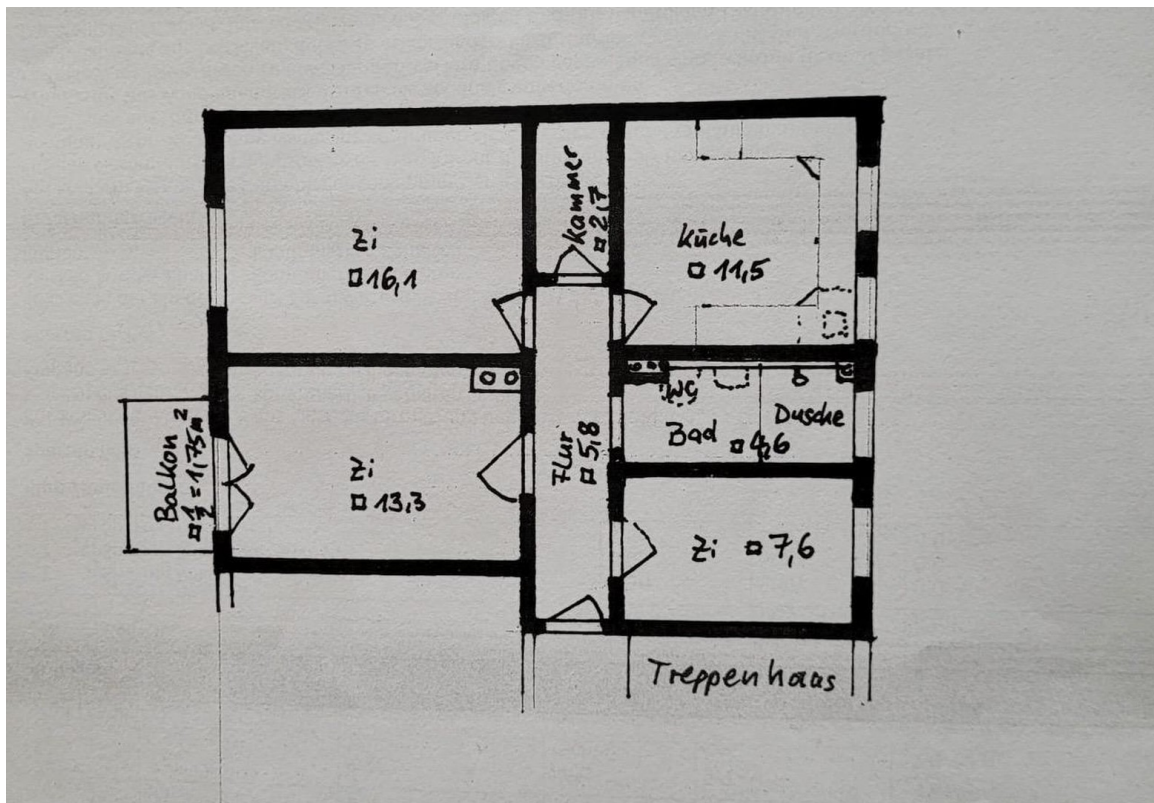 Zi
16,1
Kammer
2,7
Küche
11,5
Balkon
1/2 = 1,75m²
Zi
13,3
Flur
5,8
WC
Bad
4,6
Dusche
Zi 7,6
Treppenhaus